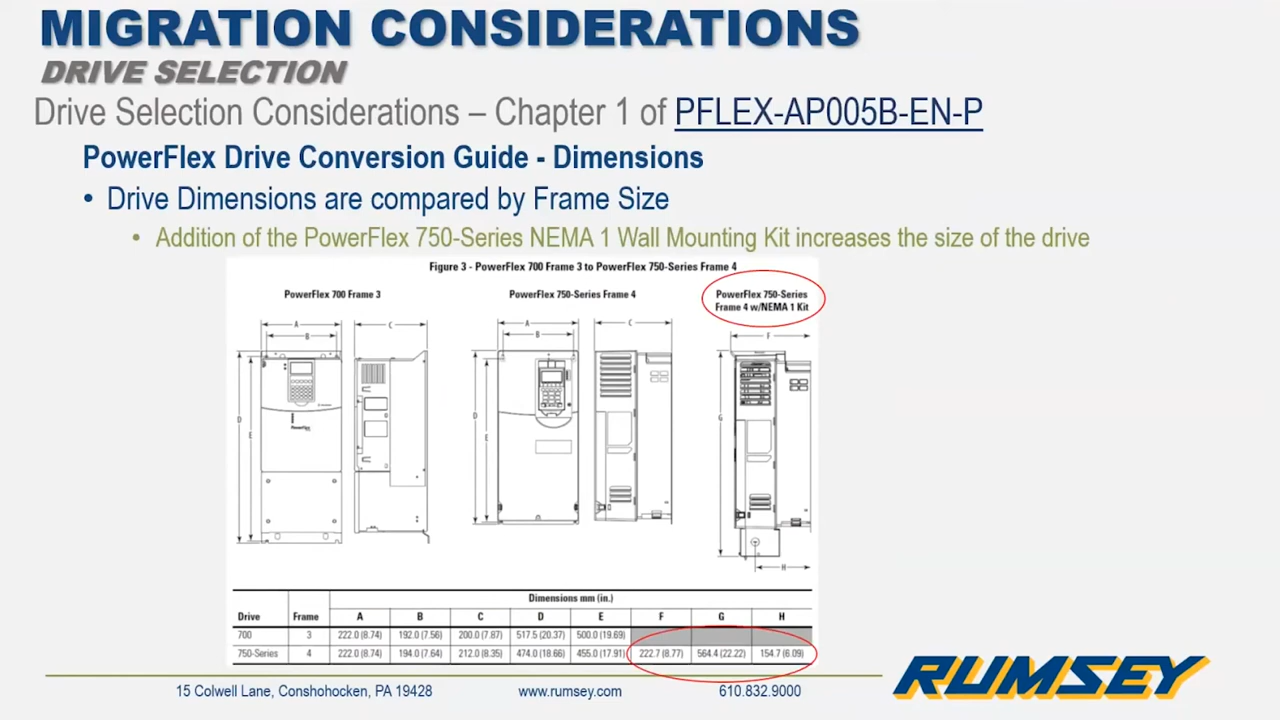 MIGRATION CONSIDERATIONS
DRIVE SELECTION
Drive Selection Considerations – Chapter 1 of PFLEX-AP005B-EN-P
PowerFlex Drive Conversion Guide - Dimensions
• Drive Dimensions are compared by Frame Size
• Addition of the PowerFlex 750-Series NEMA 1 Wall Mounting Kit increases the size of the drive
Figure 3 - PowerFlex 700 Frame 3 to PowerFlex 750-Series Frame 4
PowerFlex 700 Frame 3
PowerFlex 750-Series Frame 4
PowerFlex 750-Series
Frame 4 w/NEMA 1 Kit
A C A C F
B B
D E D E G
PowerFlex
H
Dimensions mm (in.)
Drive Frame A B C D E F G H
700 3 222.0 (8.74) 192.0 (7.56) 200.0 (7.87) 517.5 (20.37) 500.0 (19.69)
750-Series 4 222.0 (8.74) 194.0 (7.64) 212.0 (8.35) 474.0 (18.66) 455.0 (17.91) 222.7 (8.77) 564.4 (22.22) 154.7 (6.09)
15 Colwell Lane, Conshohocken, PA 19428 www.rumsey.com 610.832.9000
RUMSEY